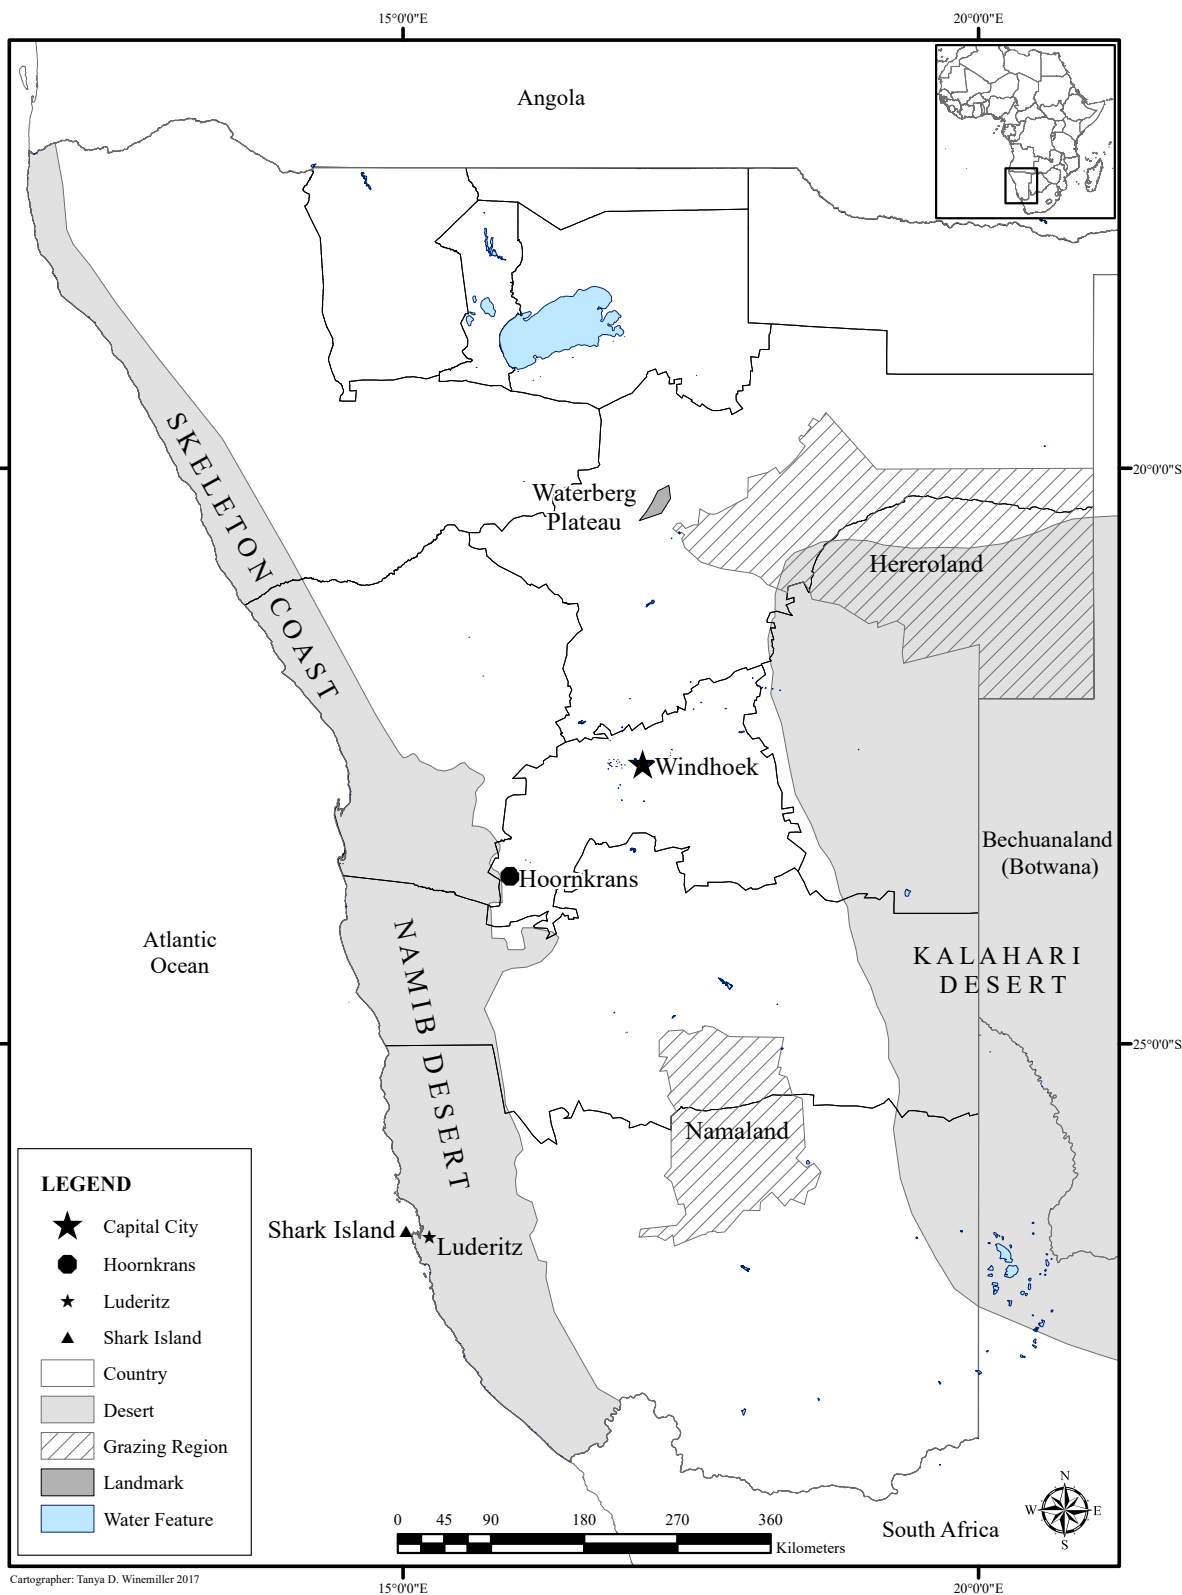 15°0'0"E
20°0'0"E
Angola
SKELETON COAST
20°0'0"S
Waterberg
Plateau
Hereroland
Windhoek
Bechuanaland
(Botwana)
Hoornkrans
Atlantic
Ocean
NAMIB DESERT
KALAHARI
DESERT
25°0'0"S
Namaland
Shark Island
Luderitz
LEGEND
Capital City
Hoornkrans
Luderitz
Shark Island
Country
Desert
Grazing Region
Landmark
Water Feature
0 45 90 180 270 360
Kilometers
South Africa
N
W E
S
Cartographer: Tanya D. Winemiller 2017
15°0'0"E
20°0'0"E